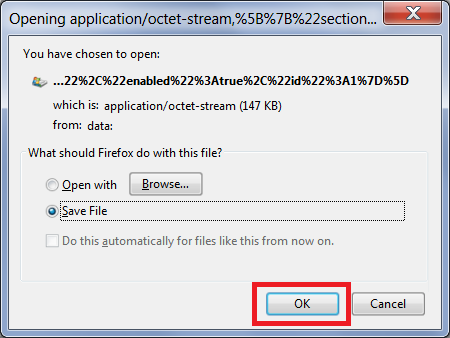 Opening application/octet-stream,%5B%7B%22section...
You have chosen to open:
...22%2C%22enabled%22%3Atrue%2C%22id%22%3A1%7D%5D
which is: application/octet-stream (147 KB)
from: data:
What should Firefox do with this file?
Open with Browse...
Save File
Do this automatically for files like this from now on.
OK Cancel